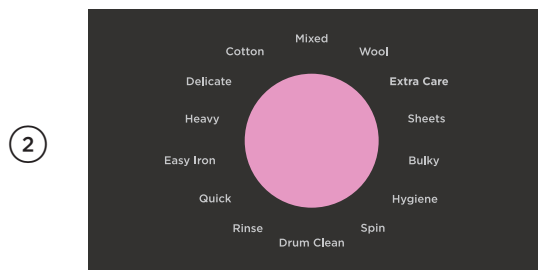 2
Mixed
Cotton
Wool
Delicate
Extra Care
Heavy
Sheets
Easy Iron
Bulky
Quick
Hygiene
Rinse
Spin
Drum Clean